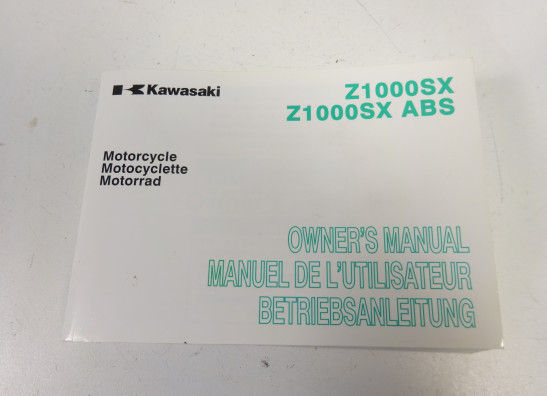 Kawasaki
Z1000SX
Z1000SX ABS
Motorcycle
Motocyclette
Motorrad
OWNER'S MANUAL
MANUEL DE L'UTILISATEUR
BETRIEBSANLEITUNG